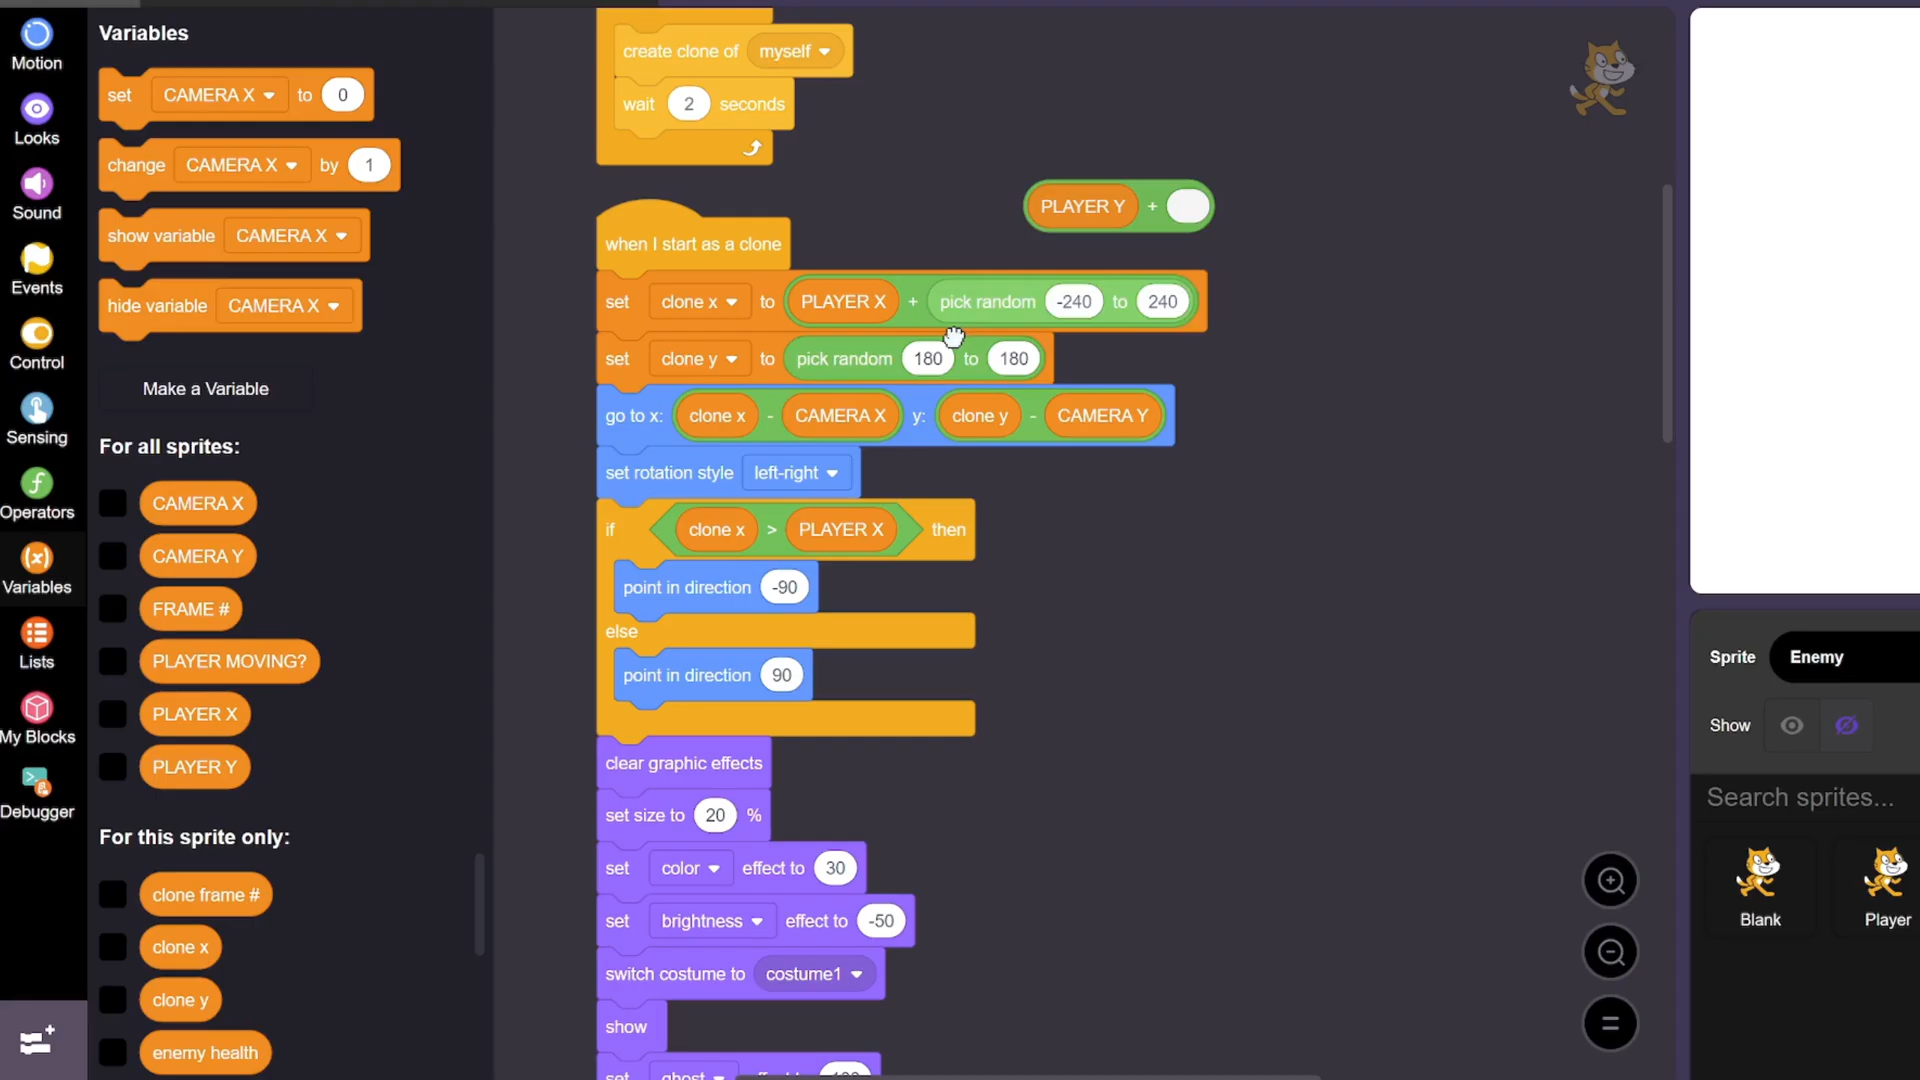 Motion
Looks
Sound
Events
Control
Sensing
Operators
Variables
Lists
My Blocks
Debugger
Variables
set CAMERA X to 0
change CAMERA X by 1
show variable CAMERA X
hide variable CAMERA X
Make a Variable
For all sprites:
CAMERA X
CAMERA Y
FRAME #
PLAYER MOVING?
PLAYER X
PLAYER Y
For this sprite only:
clone frame #
clone x
clone y
enemy health
create clone of myself
wait 2 seconds
PLAYER Y +
when I start as a clone
set clone x to PLAYER X + pick random -240 to 240
set clone y to pick random 180 to 180
go to x: clone x - CAMERA X y: clone y - CAMERA Y
set rotation style left-right
if clone x > PLAYER X then
point in direction -90
else
point in direction 90
clear graphic effects
set size to 20 %
set color effect to 30
set brightness effect to -50
switch costume to costume1
show
set ghost effect to 100
Sprite Enemy
Show
Search sprites...
Blank
Player